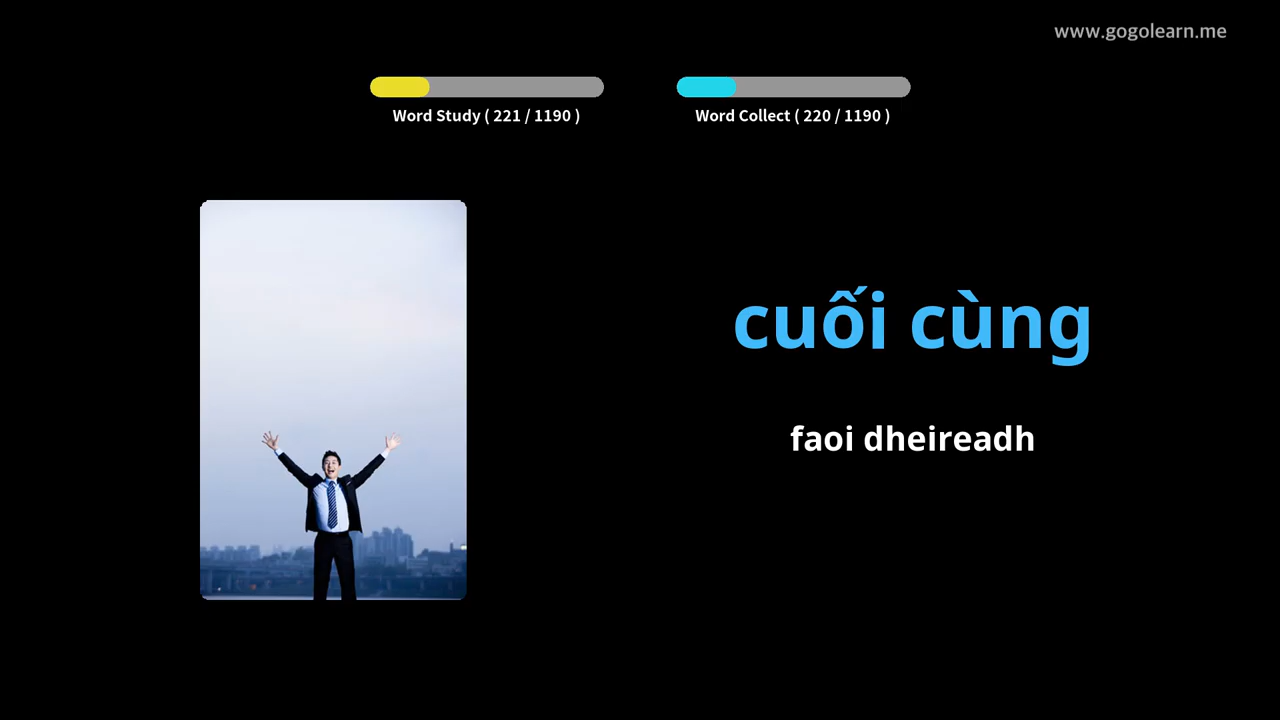 www.gogolearn.me
Word Study ( 221 / 1190 )
Word Collect ( 220 / 1190 )
cuối cùng
faoi dheireadh